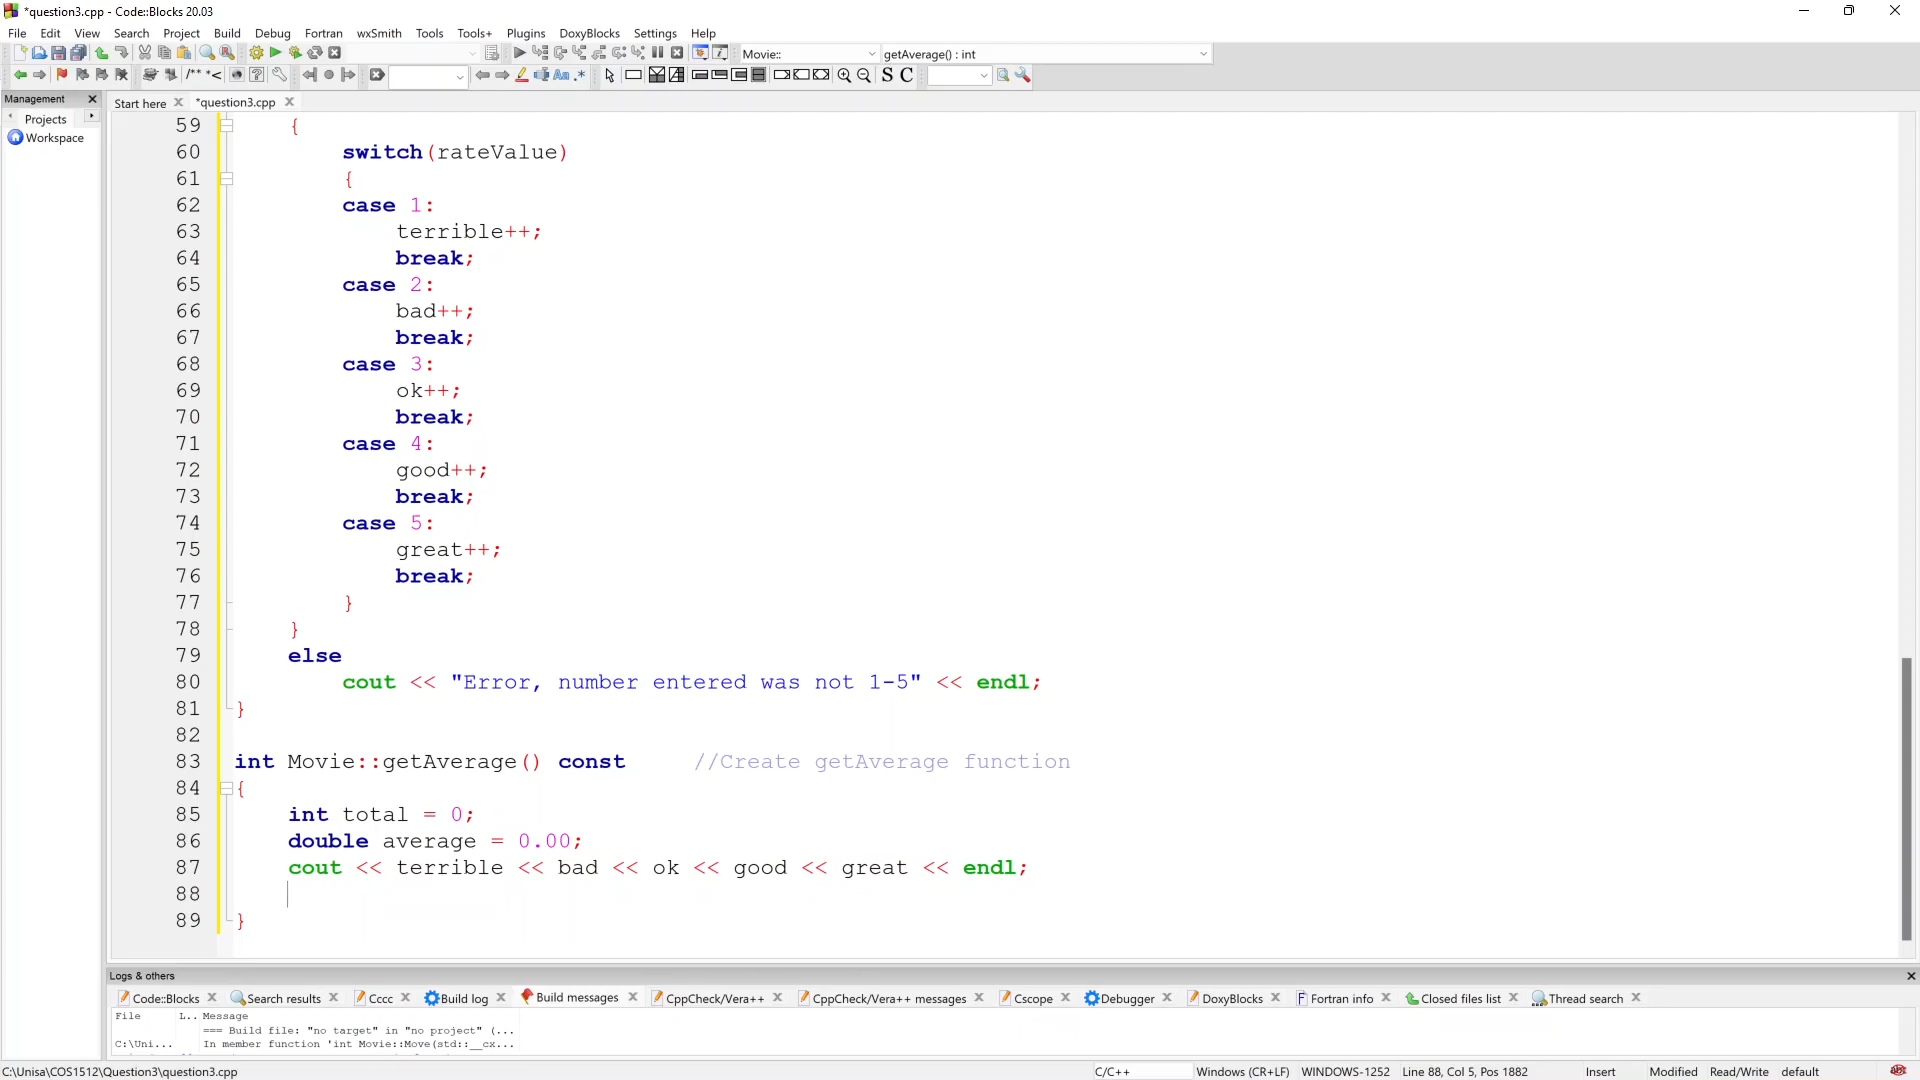 *question3.cpp - Code::Blocks 20.03
File Edit View Search Project Build Debug Fortran wxSmith Tools Tools+ Plugins DoxyBlocks Settings Help
Movie:: getAverage() : int
/** *< Aa .* S C
Management
Start here *question3.cpp
Projects
Workspace
59 {
60 switch(rateValue)
61 {
62 case 1:
63 terrible++;
64 break;
65 case 2:
66 bad++;
67 break;
68 case 3:
69 ok++;
70 break;
71 case 4:
72 good++;
73 break;
74 case 5:
75 great++;
76 break;
77 }
78 }
79 else
80 cout << "Error, number entered was not 1-5" << endl;
81 }
82
83 int Movie::getAverage() const //Create getAverage function
84 {
85 int total = 0;
86 double average = 0.00;
87 cout << terrible << bad << ok << good << great << endl;
88
89 }
Logs & others
Code::Blocks Search results Cccc Build log Build messages CppCheck/Vera++ CppCheck/Vera++ messages Cscope Debugger DoxyBlocks Fortran info Closed files list Thread search
File L.. Message
=== Build file: "no target" in "no project" (...
C:\Uni... In member function 'int Movie::Move(std::__cx...
C:\Unisa\COS1512\Question3\question3.cpp C/C++ Windows (CR+LF) WINDOWS-1252 Line 88, Col 5, Pos 1882 Insert Modified Read/Write default